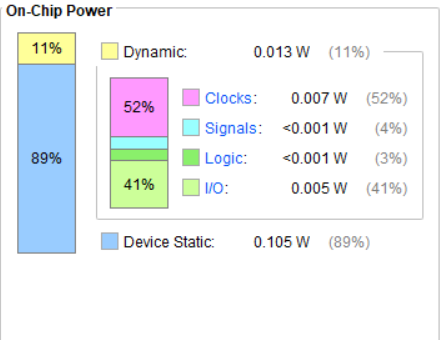 On-Chip Power
11%
Dynamic: 0.013 W (11%)
52%
Clocks: 0.007 W (52%)
Signals: <0.001 W (4%)
89%
Logic: <0.001 W (3%)
41%
I/O: 0.005 W (41%)
Device Static: 0.105 W (89%)